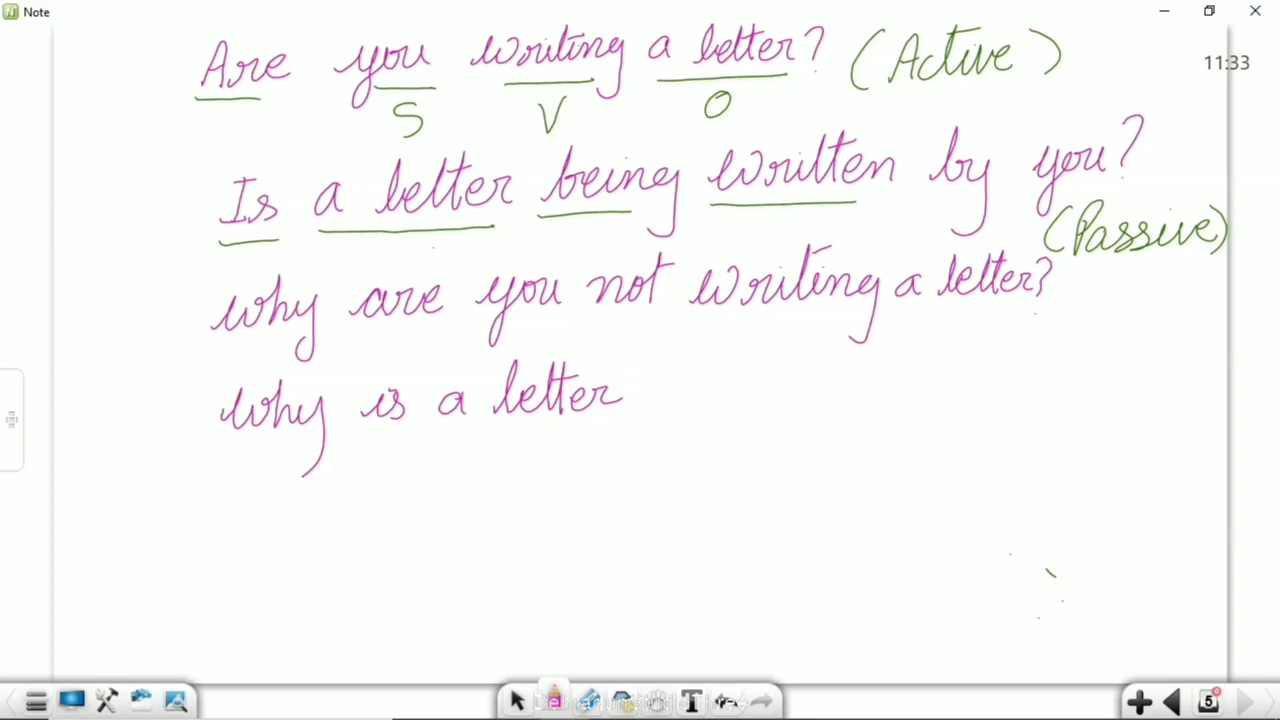 Note
Are you writing a letter? (Active)
11:33
S V O
Is a letter being written by you?
(Passive)
why are you not writing a letter?
why is a letter
5